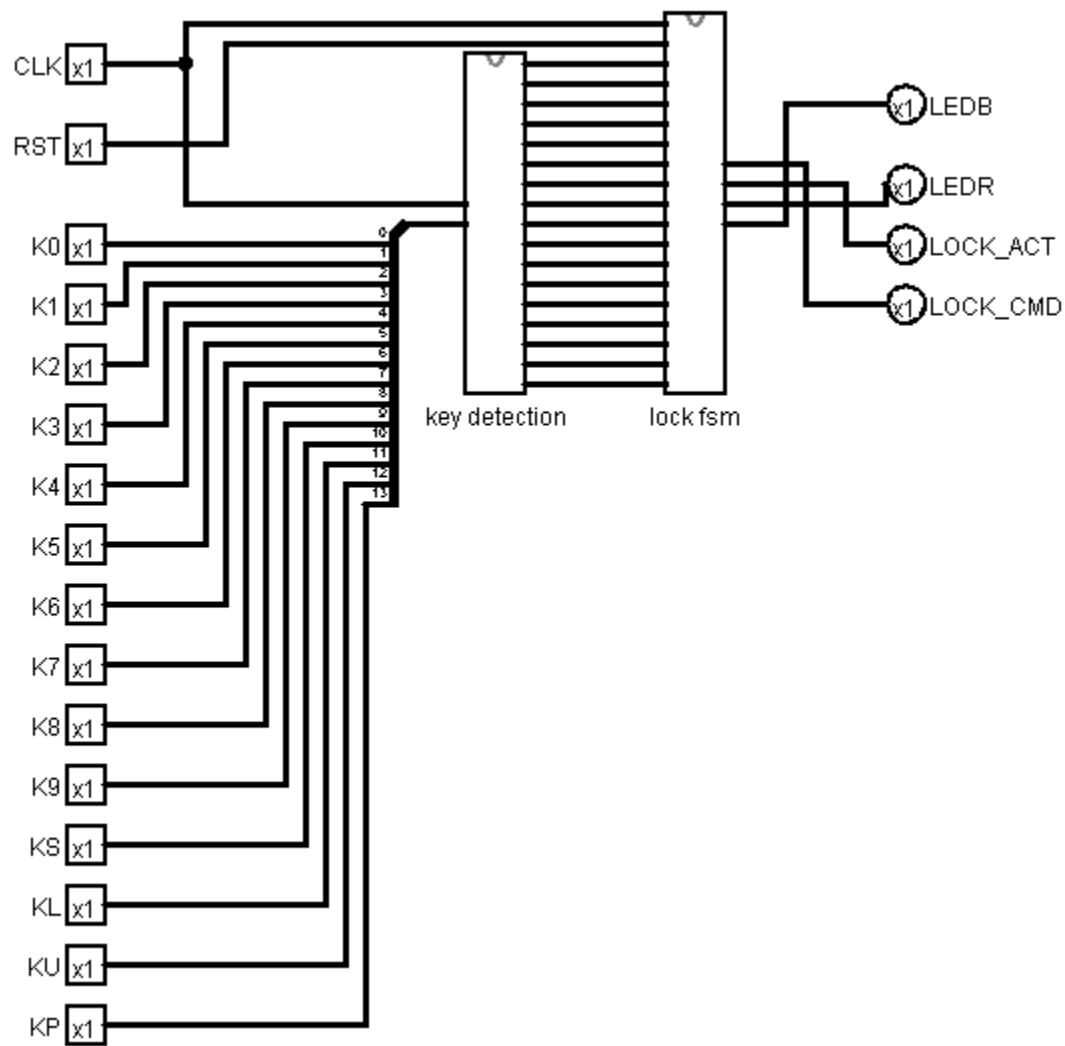 CLK x1
RST x1
K0 x1
K1 x1
K2 x1
K3 x1
K4 x1
K5 x1
K6 x1
K7 x1
K8 x1
K9 x1
KS x1
KL x1
KU x1
KP x1
0
1
2
3
4
5
6
7
8
9
10
11
12
13
key detection
lock fsm
x1 LEDB
x1 LEDR
x1 LOCK_ACT
x1 LOCK_CMD